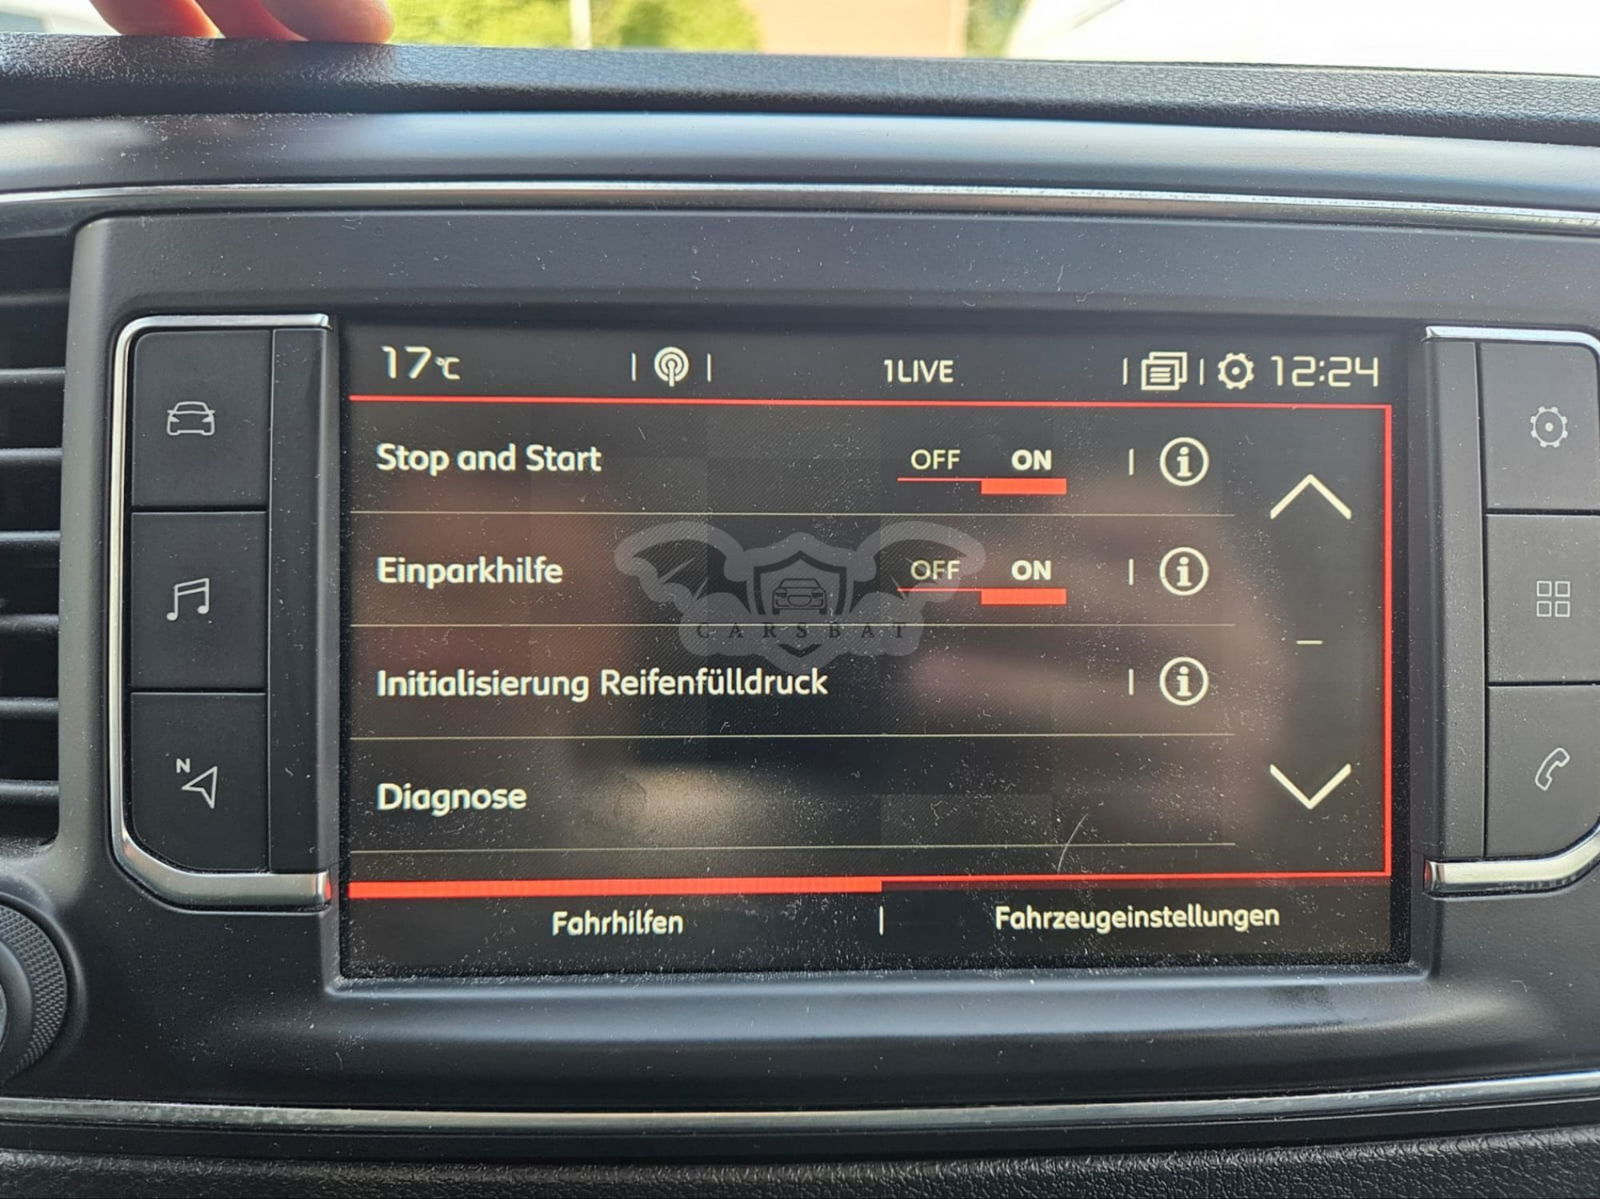 17°C 1LIVE 12:24
Stop and Start OFF ON
Einparkhilfe OFF ON
CARSBAT
Initialisierung Reifenfülldruck
Diagnose
Fahrhilfen Fahrzeugeinstellungen
N